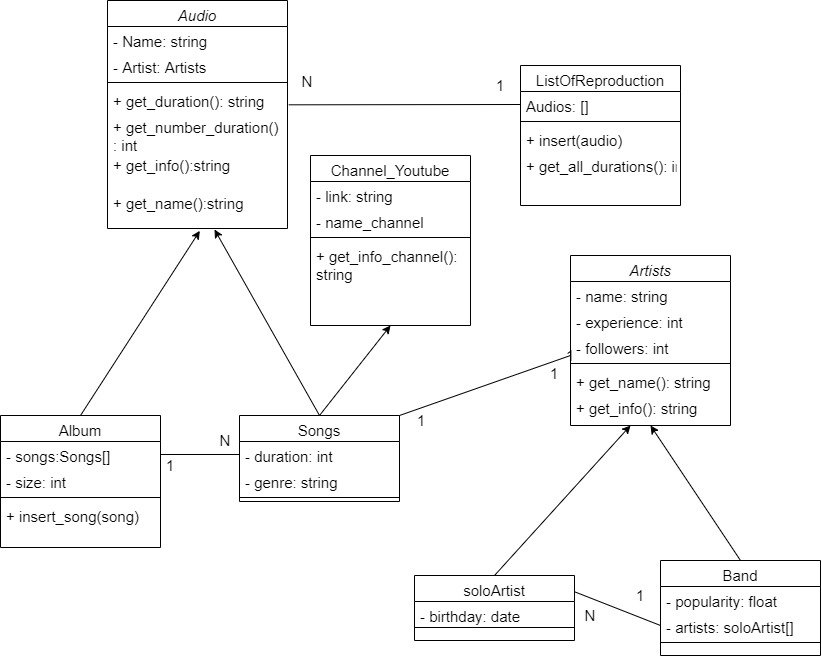 Audio
- Name: string
- Artist: Artists
+ get_duration(): string
+ get_number_duration()
: int
+ get_info():string
+ get_name():string
N
1
ListOfReproduction
Audios: []
+ insert(audio)
+ get_all_durations(): i
Channel_Youtube
- link: string
- name_channel
+ get_info_channel():
string
Artists
- name: string
- experience: int
- followers: int
+ get_name(): string
+ get_info(): string
1
1
Album
- songs:Songs[]
- size: int
+ insert_song(song)
1
N
Songs
- duration: int
- genre: string
soloArtist
- birthday: date
N
1
Band
- popularity: float
- artists: soloArtist[]